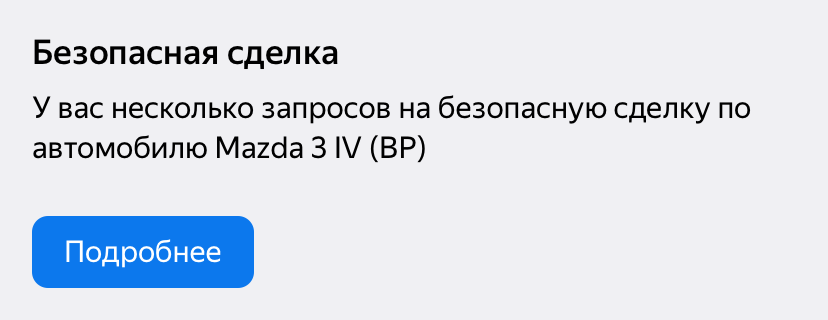 Безопасная сделка
У вас несколько запросов на безопасную сделку по
автомобилю Mazda 3 IV (BP)
Подробнее